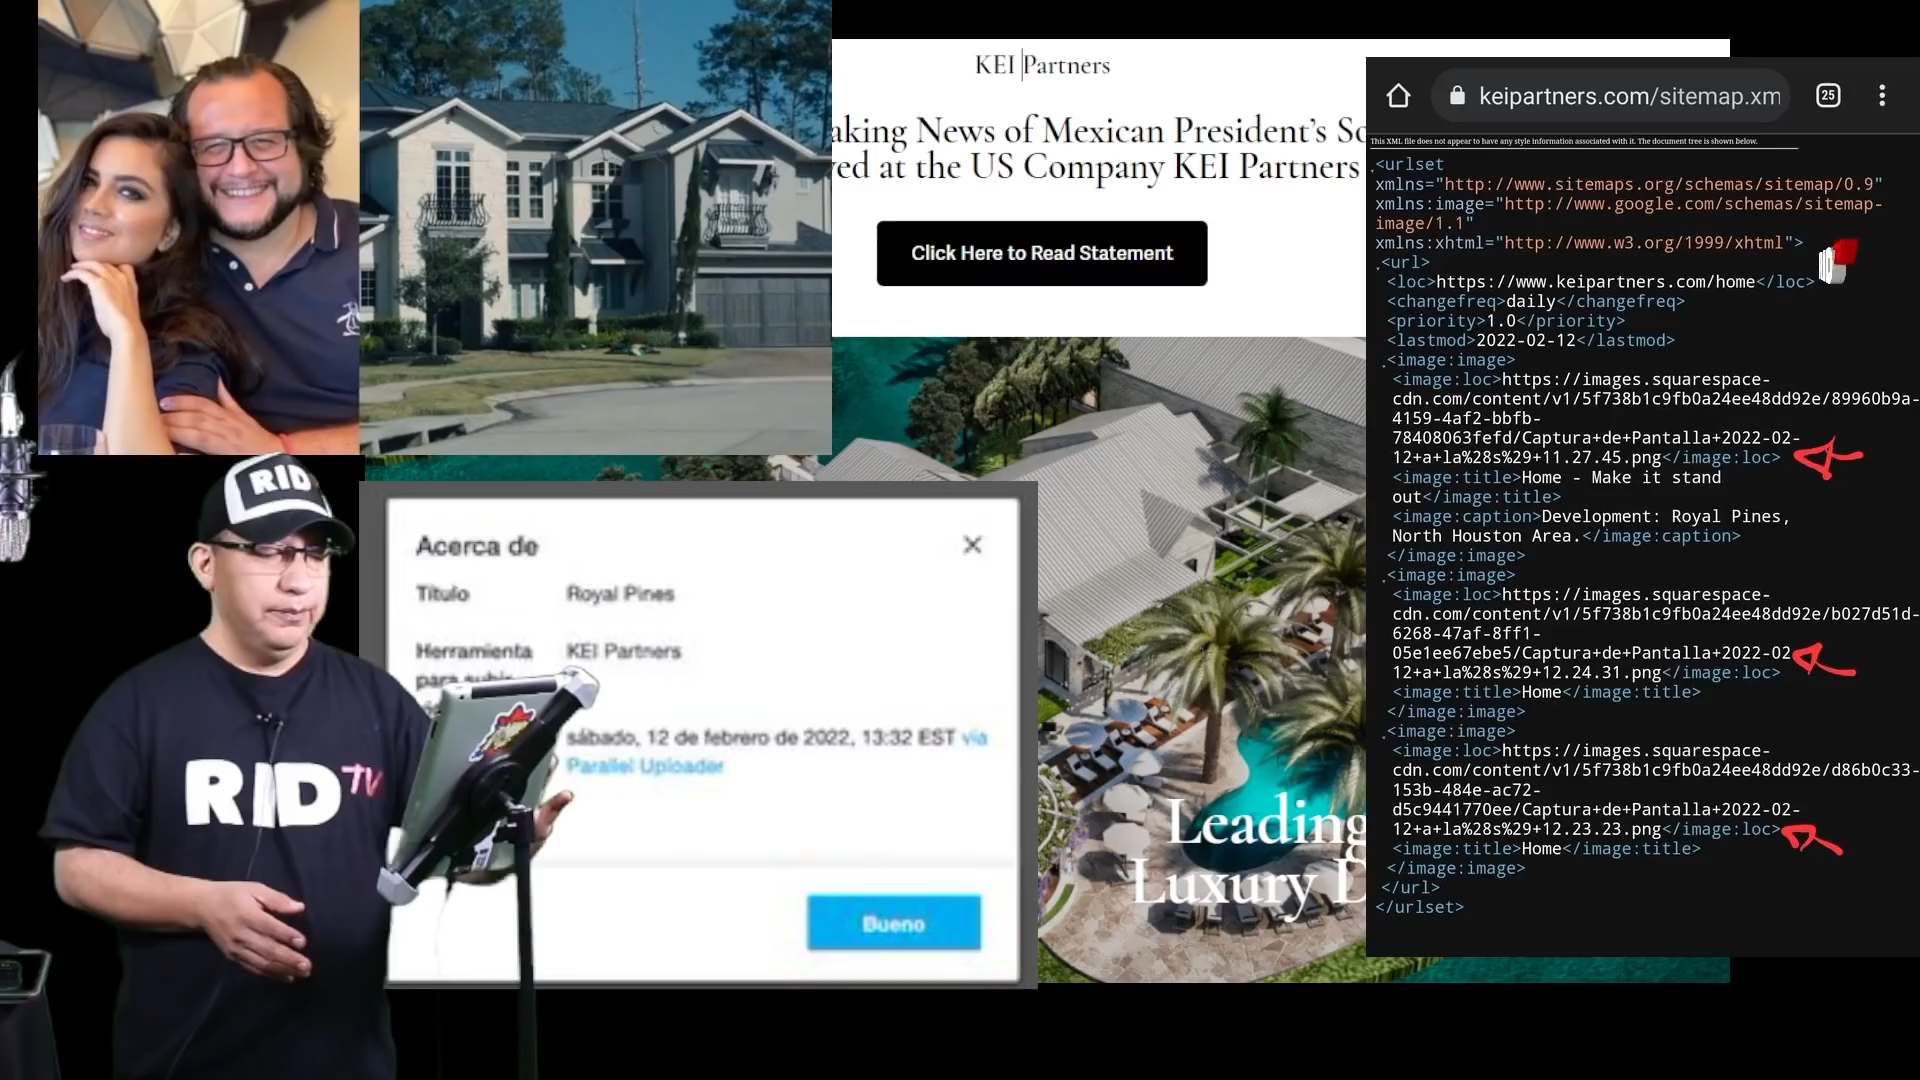 KEI Partners
aking News of Mexican President's So
ved at the US Company KEI Partners
Click Here to Read Statement
Leading
Luxury D
keipartners.com/sitemap.xm
25
This XML file does not appear to have any style information associated with it. The document tree is shown below.
<urlset
xmlns="http://www.sitemaps.org/schemas/sitemap/0.9"
xmlns:image="http://www.google.com/schemas/sitemap-
image/1.1"
xmlns:xhtml="http://www.w3.org/1999/xhtml">
<url>
<loc>https://www.keipartners.com/home</loc>
<changefreq>daily</changefreq>
<priority>1.0</priority>
<lastmod>2022-02-12</lastmod>
<image:image>
<image:loc>https://images.squarespace-
cdn.com/content/v1/5f738b1c9fb0a24ee48dd92e/89960b9a-
4159-4af2-bbfb-
78408063fefd/Captura+de+Pantalla+2022-02-
12+a+la%28s%29+11.27.45.png</image:loc>
<image:title>Home - Make it stand
out</image:title>
<image:caption>Development: Royal Pines,
North Houston Area.</image:caption>
</image:image>
<image:image>
<image:loc>https://images.squarespace-
cdn.com/content/v1/5f738b1c9fb0a24ee48dd92e/b027d51d-
6268-47af-8ff1-
05e1ee67ebe5/Captura+de+Pantalla+2022-02
12+a+la%28s%29+12.24.31.png</image:loc>
<image:title>Home</image:title>
</image:image>
<image:image>
<image:loc>https://images.squarespace-
cdn.com/content/v1/5f738b1c9fb0a24ee48dd92e/d86b0c33-
153b-484e-ac72-
d5c9441770ee/Captura+de+Pantalla+2022-02-
12+a+la%28s%29+12.23.23.png</image:loc>
<image:title>Home</image:title>
</image:image>
</url>
</urlset>
RID
RID TV
Acerca de
Título Royal Pines
Herramienta KEI Partners
para subir
sábado, 12 de febrero de 2022, 13:32 EST via
Parallel Uploader
Bueno